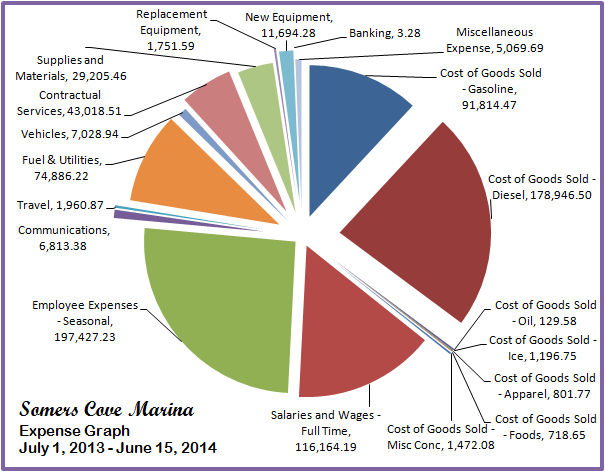 Replacement
Equipment,
1,751.59
New Equipment,
11,694.28
Banking, 3.28
Miscellaneous
Expense, 5,069.69
Supplies and
Materials, 29,205.46
Cost of Goods Sold
- Gasoline,
91,814.47
Contractual
Services, 43,018.51
Vehicles, 7,028.94
Fuel & Utilities,
74,886.22
Cost of Goods Sold -
Diesel, 178,946.50
Travel, 1,960.87
Communications,
6,813.38
Employee Expenses
- Seasonal,
197,427.23
Cost of Goods Sold
- Oil, 129.58
Cost of Goods Sold -
Ice, 1,196.75
Cost of Goods Sold
- Apparel, 801.77
Cost of Goods Sold
- Foods, 718.65
Cost of Goods Sold -
Misc Conc, 1,472.08
Salaries and Wages -
Full Time,
116,164.19
Somers Cove Marina
Expense Graph
July 1, 2013 - June 15, 2014